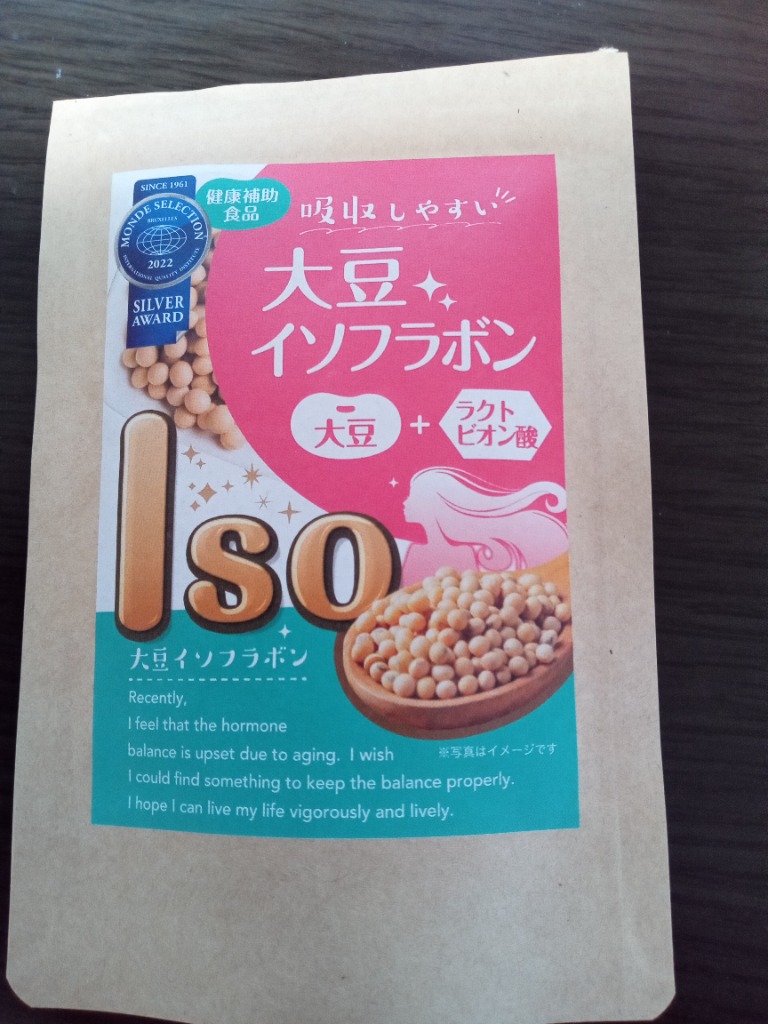 SINCE 1961
MONDE SELECTION
BRUXELLES
2022
INTERNATIONAL QUALITY INSTITUTE
SILVER
AWARD
健康補助
食品
吸収しやすい
大豆
イソフラボン
大豆
+
ラクト
ビオン酸
Iso
大豆イソフラボン
Recently,
I feel that the hormone
balance is upset due to aging. I wish
I could find something to keep the balance properly.
I hope I can live my life vigorously and lively.
※写真はイメージです